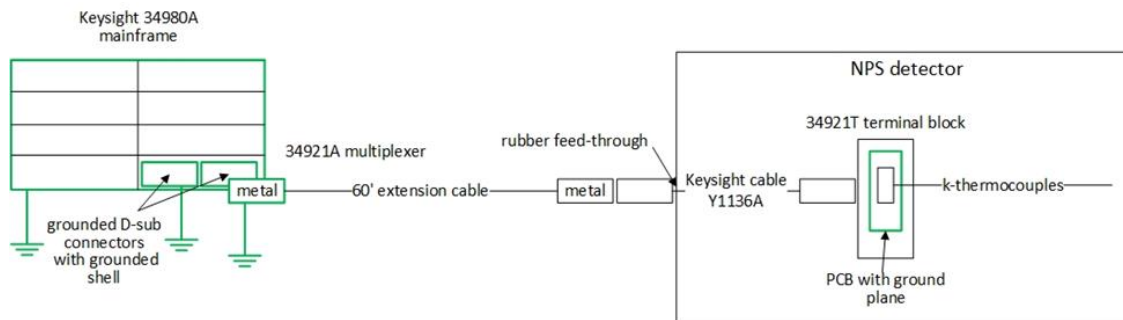 Keysight 34980A
mainframe
NPS detector
34921T terminal block
rubber feed-through
34921A multiplexer
metal
60' extension cable
metal
Keysight cable
Y1136A
k-thermocouples
grounded D-sub
connectors
with grounded
shell
PCB with ground
plane